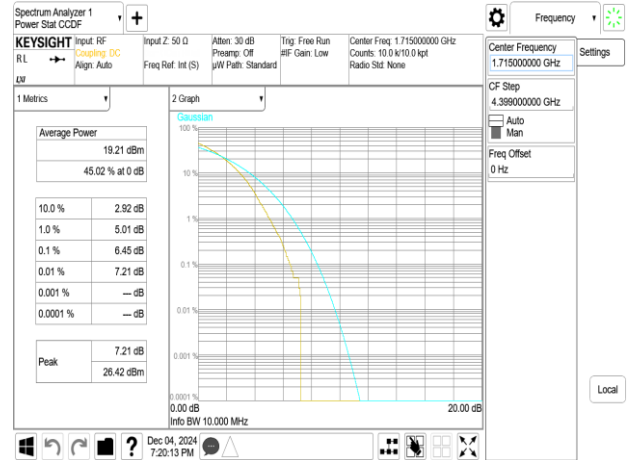 Spectrum Analyzer 1
Power Stat CCDF
Frequency
KEYSIGHT
RL
LXI
Input: RF
Coupling: DC
Align: Auto
Input Z: 50 Ω
Freq Ref: Int (S)
Atten: 30 dB
Preamp: Off
µW Path: Standard
Trig: Free Run
#IF Gain: Low
Center Freq: 1.715000000 GHz
Counts: 10.0 k/10.0 kpt
Radio Std: None
Center Frequency
1.715000000 GHz
Settings
CF Step
4.399000000 GHz
Auto
Man
Freq Offset
0 Hz
1 Metrics
2 Graph
Average Power
19.21 dBm
45.02 % at 0 dB
10.0 % 2.92 dB
1.0 % 5.01 dB
0.1 % 6.45 dB
0.01 % 7.21 dB
0.001 % --- dB
0.0001 % --- dB
Peak
7.21 dB
26.42 dBm
Gaussian
100 %
10 %
1 %
0.1 %
0.01 %
0.001 %
0.0001 %
0.00 dB 20.00 dB
Info BW 10.000 MHz
Local
?
Dec 04, 2024
7:20:13 PM